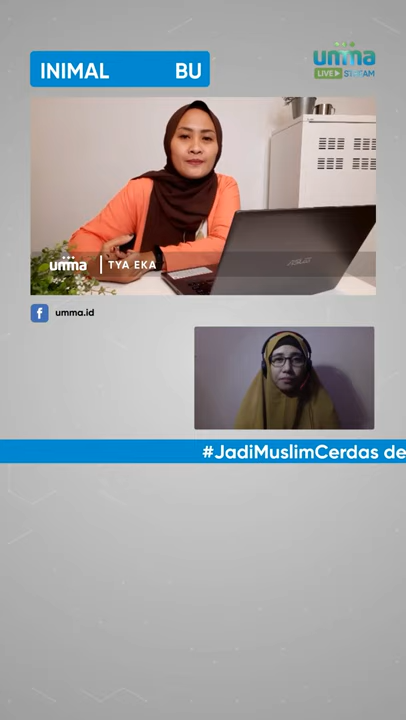 INIMAL BU
umma
LIVE STREAM
umma TYA EKA
ASUS
umma.id
#JadiMuslimCerdas de